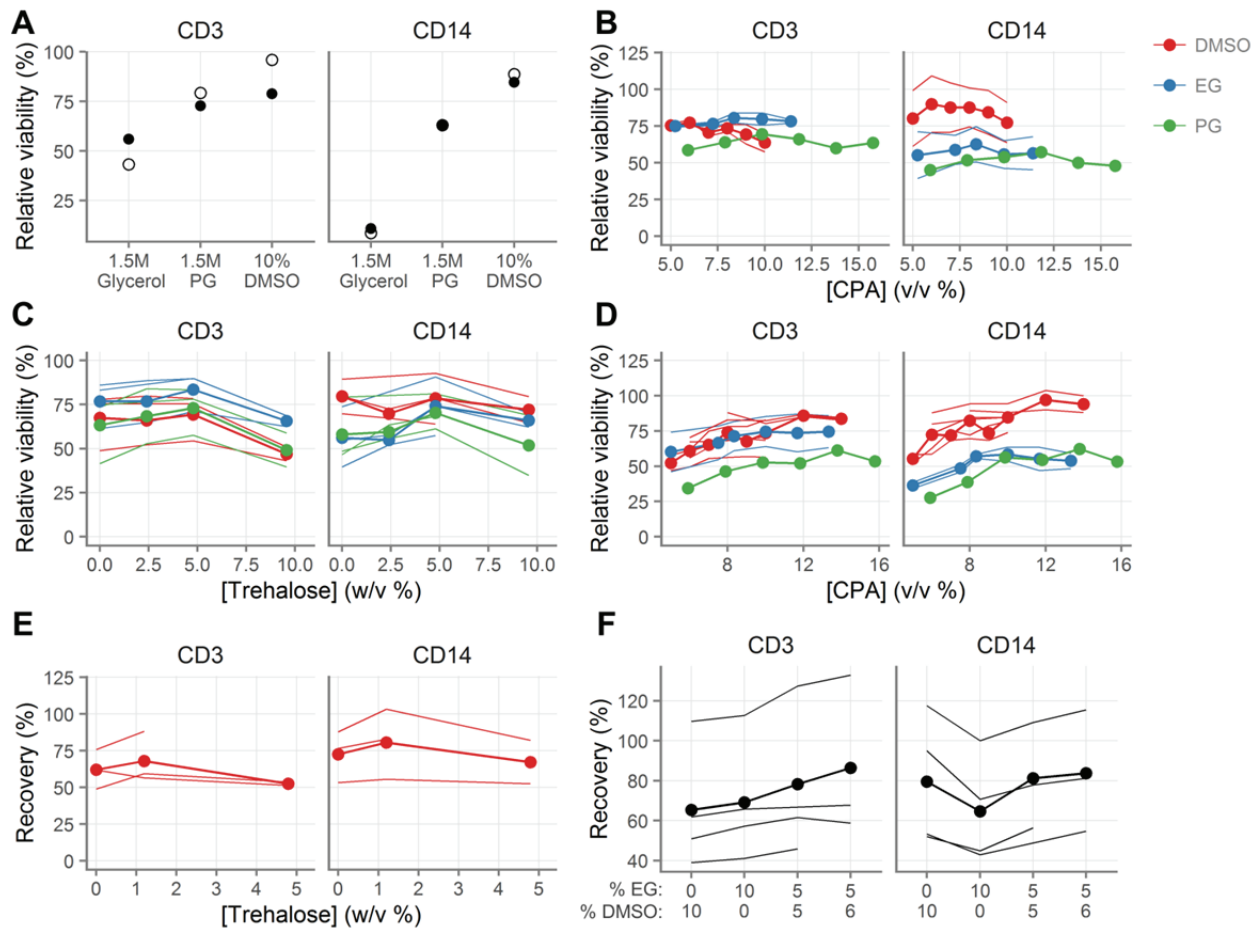 A
CD3
CD14
Relative viability (%)
100
75
50
25
1.5M Glycerol
1.5M PG
10% DMSO
1.5M Glycerol
1.5M PG
10% DMSO
B
CD3
CD14
Relative viability (%)
125
100
75
50
25
0
5.0 7.5 10.0 12.5 15.0
5.0 7.5 10.0 12.5 15.0
[CPA] (v/v %)
DMSO
EG
PG
C
CD3
CD14
Relative viability (%)
100
75
50
25
0
0.0 2.5 5.0 7.5 10.0
0.0 2.5 5.0 7.5 10.0
[Trehalose] (w/v %)
D
CD3
CD14
Relative viability (%)
125
100
75
50
25
0
8 12 16
8 12 16
[CPA] (v/v %)
E
CD3
CD14
Recovery (%)
125
100
75
50
25
0
0 1 2 3 4 5
0 1 2 3 4 5
[Trehalose] (w/v %)
F
CD3
CD14
Recovery (%)
120
100
80
60
40
% EG: 0 10 5 5 0 10 5 5
% DMSO: 10 0 5 6 10 0 5 6